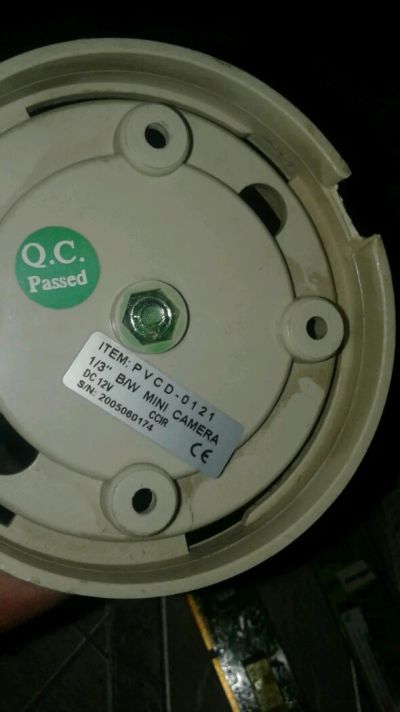 Q.C.
Passed
ITEM: PVCD-0121
1/3" B/W MINI CAMERA
DC 12V CCIR
S/N: 2005060174
CE